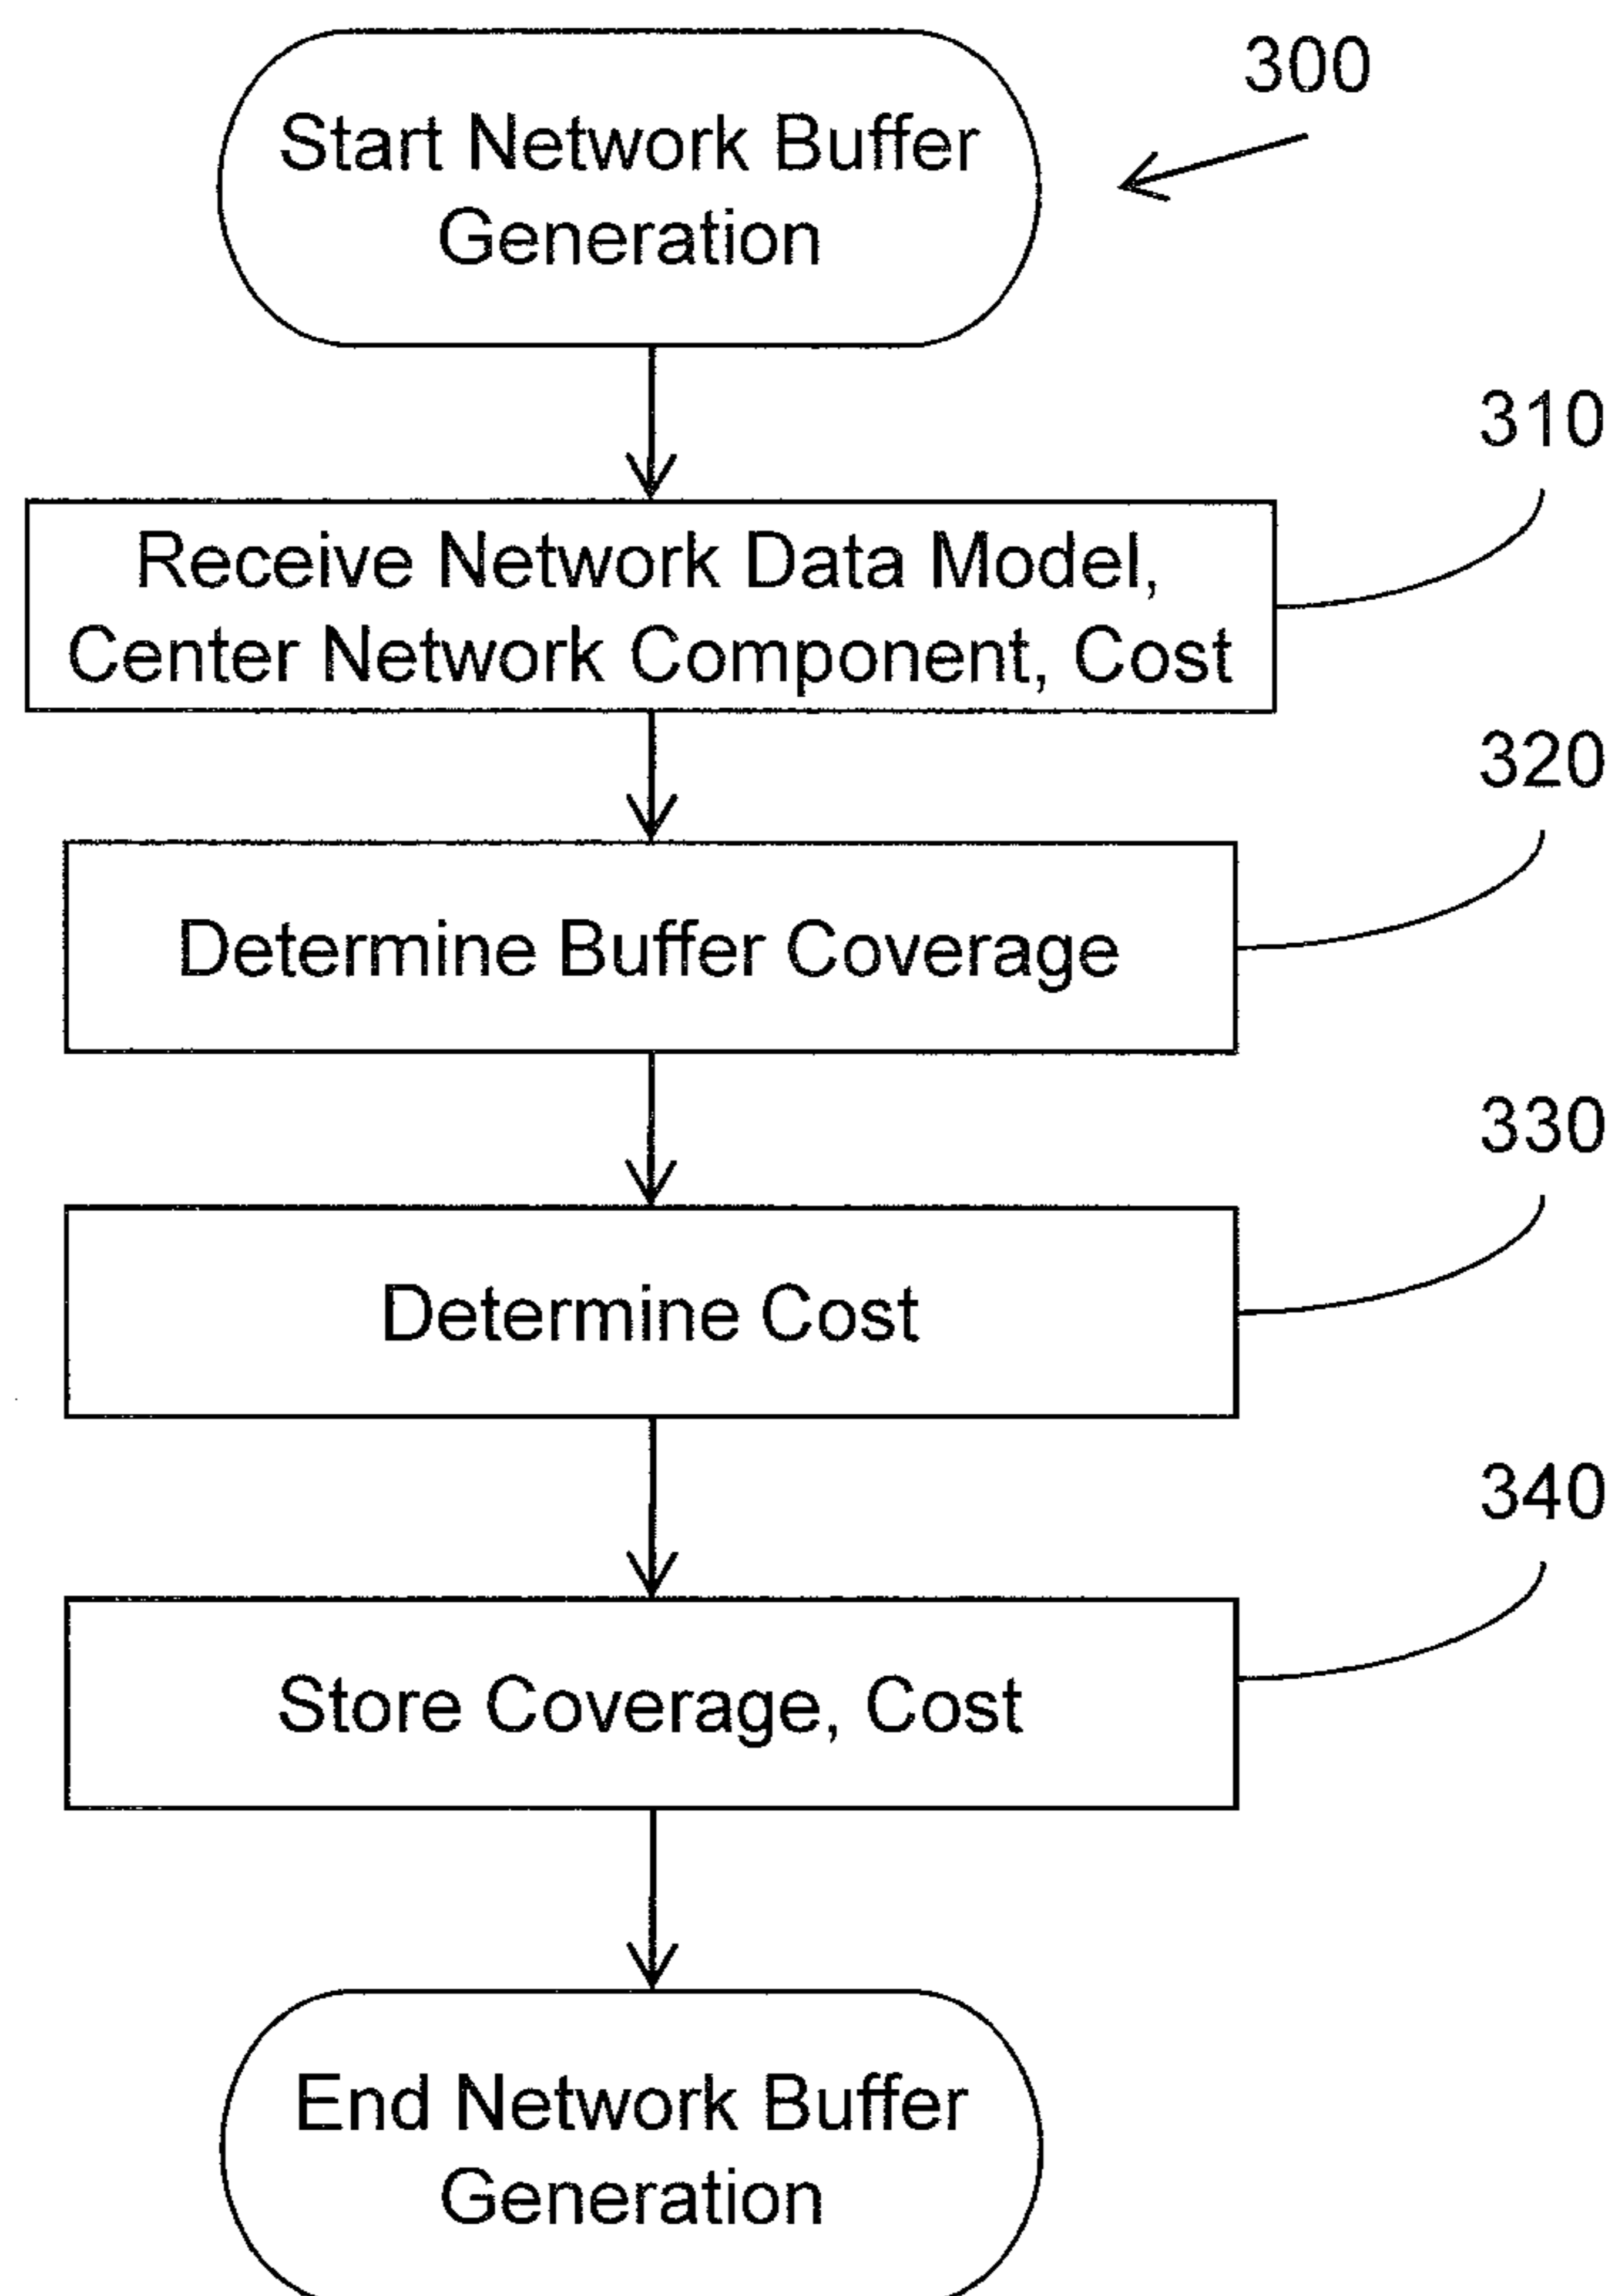 Start Network Buffer
Generation
300
310
Receive Network Data Model,
Center Network Component, Cost
320
Determine Buffer Coverage
330
Determine Cost
340
Store Coverage, Cost
End Network Buffer
Generation